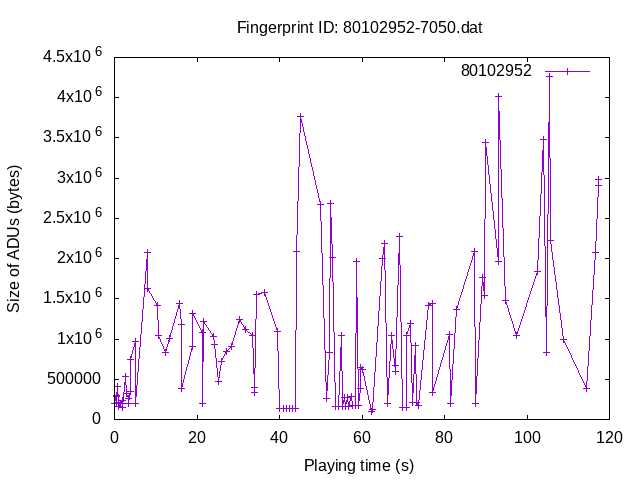 Fingerprint ID: 80102952-7050.dat
80102952
4.5x10^6
4x10^6
3.5x10^6
3x10^6
2.5x10^6
2x10^6
1.5x10^6
1x10^6
500000
0
Size of ADUs (bytes)
0 20 40 60 80 100 120
Playing time (s)